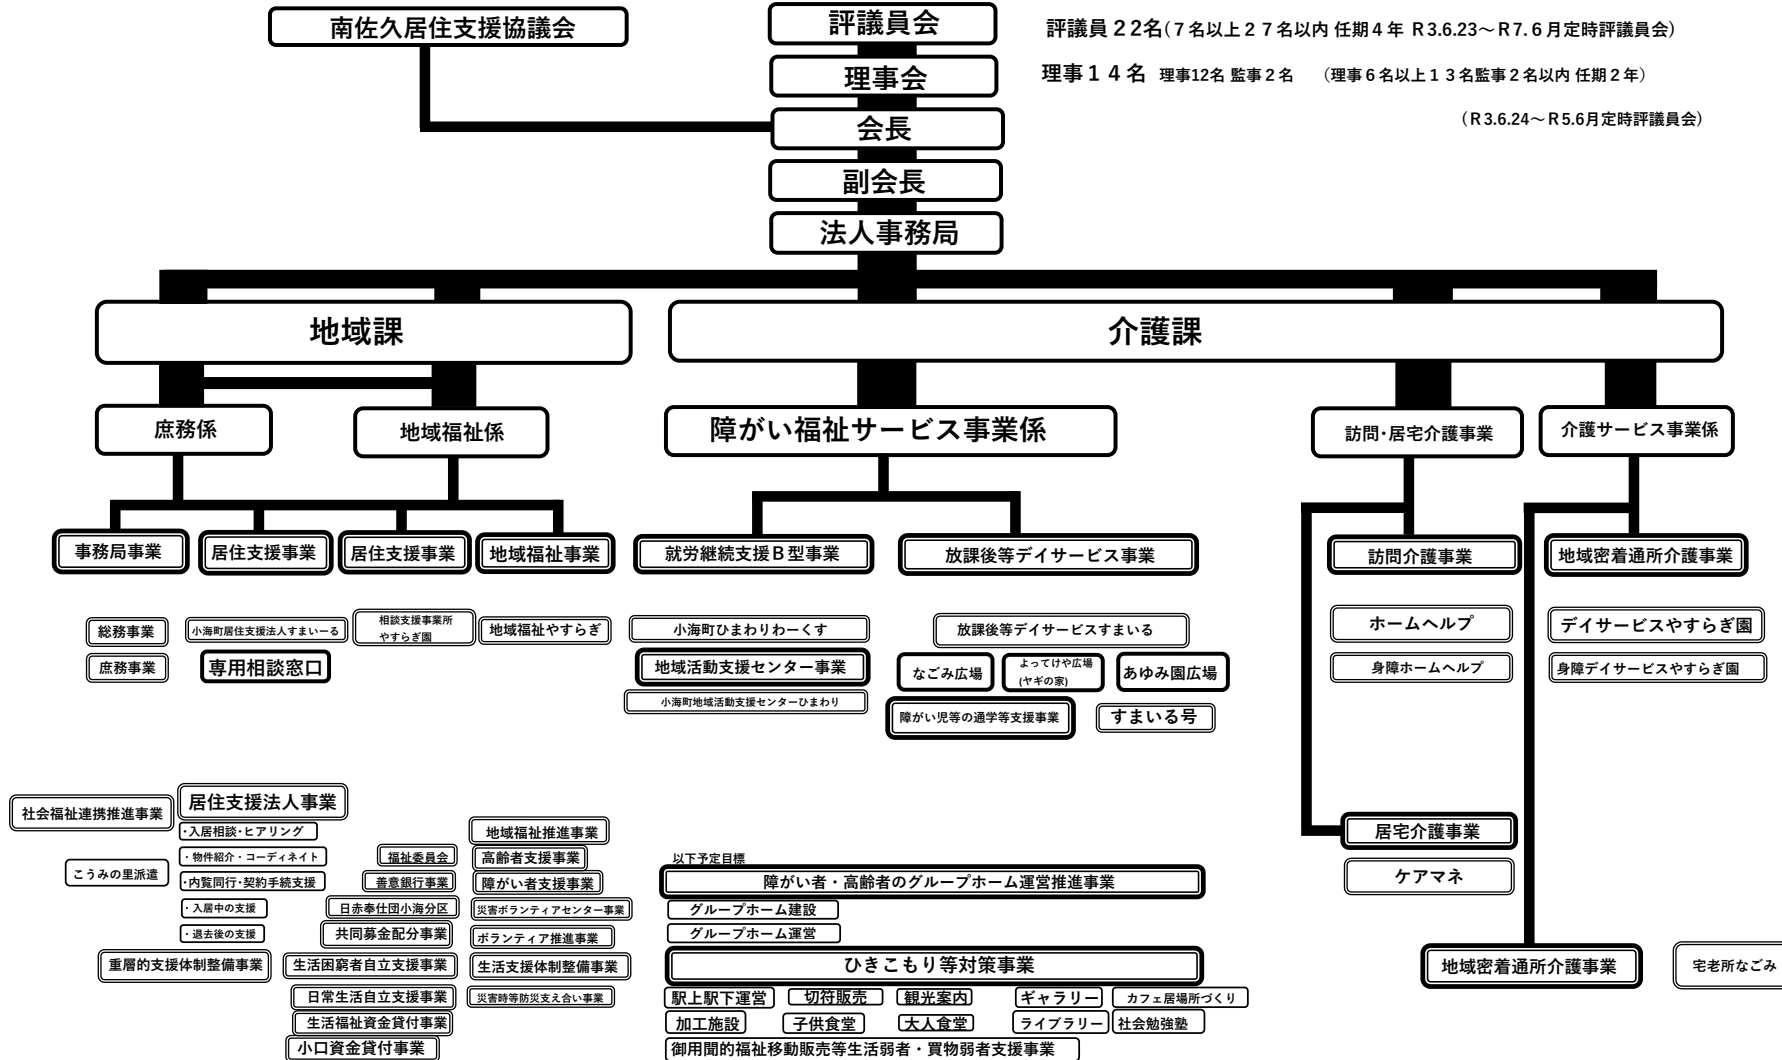 南佐久居住支援協議会
評議員会
評議員22名(7名以上27名以内 任期4年 R3.6.23～R7.6月定時評議員会)
理事会
理事14名 理事12名 監事2名 (理事6名以上13名監事2名以内 任期2年)
会長
(R3.6.24～R5.6月定時評議員会)
副会長
法人事務局
地域課
介護課
庶務係
地域福祉係
障がい福祉サービス事業係
訪問・居宅介護事業
介護サービス事業係
事務局事業
居住支援事業
居住支援事業
地域福祉事業
就労継続支援B型事業
放課後等デイサービス事業
訪問介護事業
地域密着通所介護事業
総務事業
小海町居住支援法人すまいーる
相談支援事業所
やすらぎ園
地域福祉やすらぎ
小海町ひまわりわーくす
放課後等デイサービスすまいる
ホームヘルプ
デイサービスやすらぎ園
庶務事業
専用相談窓口
地域活動支援センター事業
なごみ広場
よってけや広場
(ヤギの家)
あゆみ園広場
身障ホームヘルプ
身障デイサービスやすらぎ園
小海町地域活動支援センターひまわり
障がい児等の通学等支援事業
すまいる号
社会福祉連携推進事業
居住支援法人事業
・入居相談・ヒアリング
地域福祉推進事業
居宅介護事業
・物件紹介・コーディネイト
福祉委員会
高齢者支援事業
以下予定目標
こうみの里派遣
・内覧同行・契約手続支援
善意銀行事業
障がい者支援事業
障がい者・高齢者のグループホーム運営推進事業
ケアマネ
・入居中の支援
日赤奉仕団小海分区
災害ボランティアセンター事業
グループホーム建設
・退去後の支援
共同募金配分事業
ボランティア推進事業
グループホーム運営
重層的支援体制整備事業
生活困窮者自立支援事業
生活支援体制整備事業
ひきこもり等対策事業
地域密着通所介護事業
宅老所なごみ
日常生活自立支援事業
災害時等防災支え合い事業
駅上駅下運営
切符販売
観光案内
ギャラリー
カフェ居場所づくり
生活福祉資金貸付事業
加工施設
子供食堂
大人食堂
ライブラリー
社会勉強塾
小口資金貸付事業
御用聞的福祉移動販売等生活弱者・買物弱者支援事業